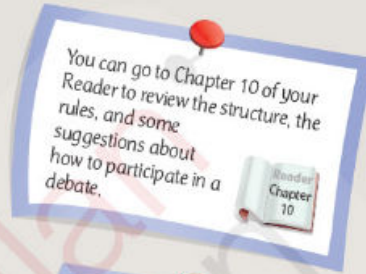 You can go to Chapter 10 of your
Reader to review the structure, the
rules, and some
suggestions about
how to participate in a
debate.
Reader
Chapter
10